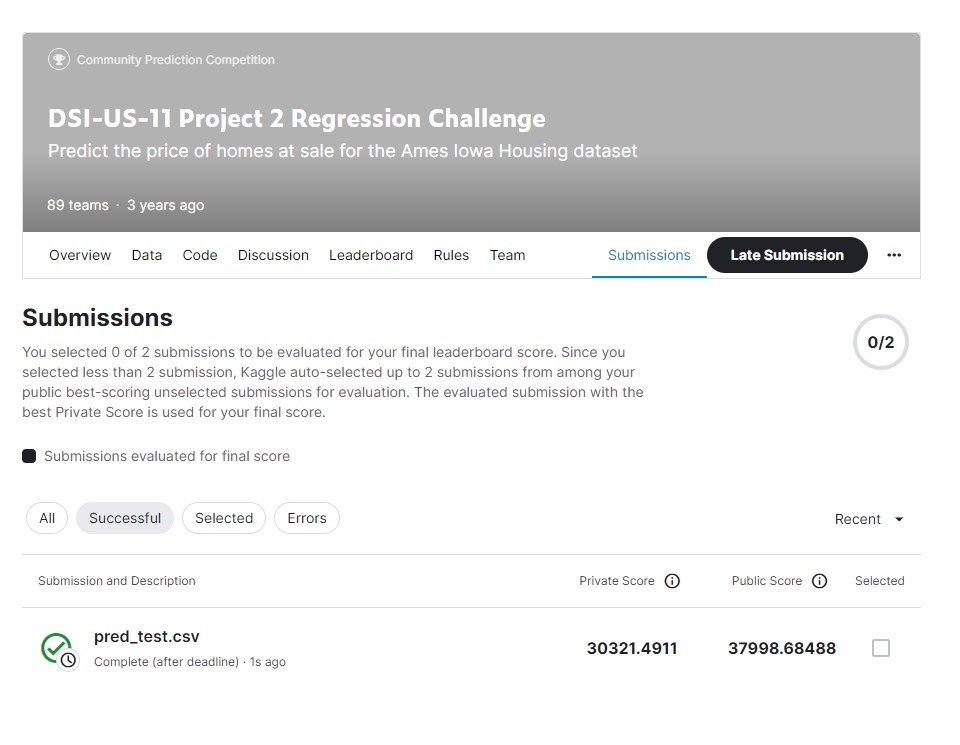 Community Prediction Competition
DSI-US-11 Project 2 Regression Challenge
Predict the price of homes at sale for the Ames Iowa Housing dataset
89 teams · 3 years ago
Overview Data Code Discussion Leaderboard Rules Team Submissions Late Submission •••
Submissions
0/2
You selected 0 of 2 submissions to be evaluated for your final leaderboard score. Since you
selected less than 2 submission, Kaggle auto-selected up to 2 submissions from among your
public best-scoring unselected submissions for evaluation. The evaluated submission with the
best Private Score is used for your final score.
Submissions evaluated for final score
All Successful Selected Errors Recent
Submission and Description Private Score Public Score Selected
pred_test.csv
Complete (after deadline) · 1s ago
30321.4911 37998.68488